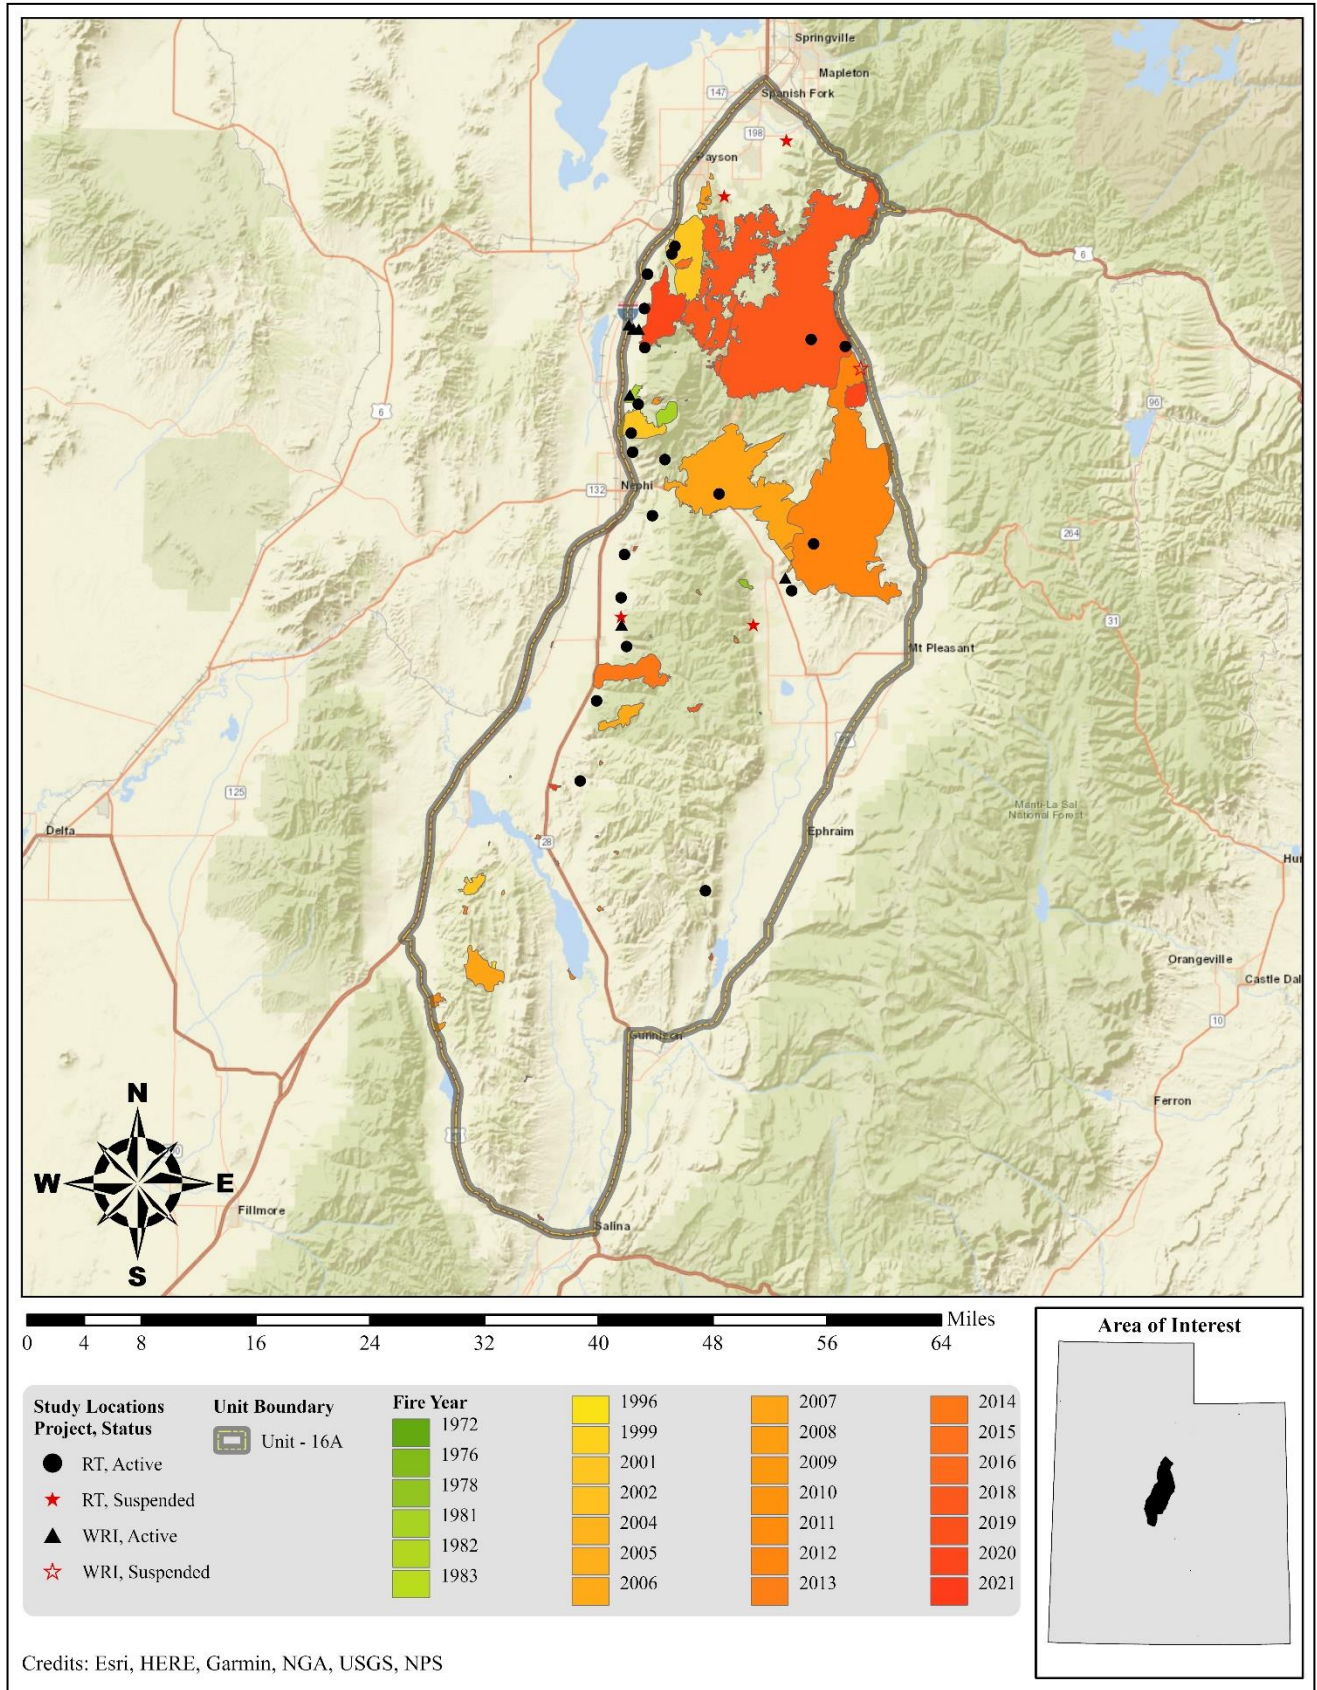 Springville
Mapleton
147
Spanish Fork
198
Payson
6
6
96
132
Nephi
264
31
Mt Pleasant
125
Delta
28
Manti-La Sal
National Forest
Ephraim
Hun
Orangeville
Castle Dal
10
Gunnison
Ferron
Fillmore
Salina
N
W
E
S
0 4 8 16 24 32 40 48 56 64 Miles
Area of Interest
Study Locations
Project, Status
RT, Active
RT, Suspended
WRI, Active
WRI, Suspended
Unit Boundary
Unit - 16A
Fire Year
1972
1976
1978
1981
1982
1983
1996
1999
2001
2002
2004
2005
2006
2007
2008
2009
2010
2011
2012
2013
2014
2015
2016
2018
2019
2020
2021
Credits: Esri, HERE, Garmin, NGA, USGS, NPS